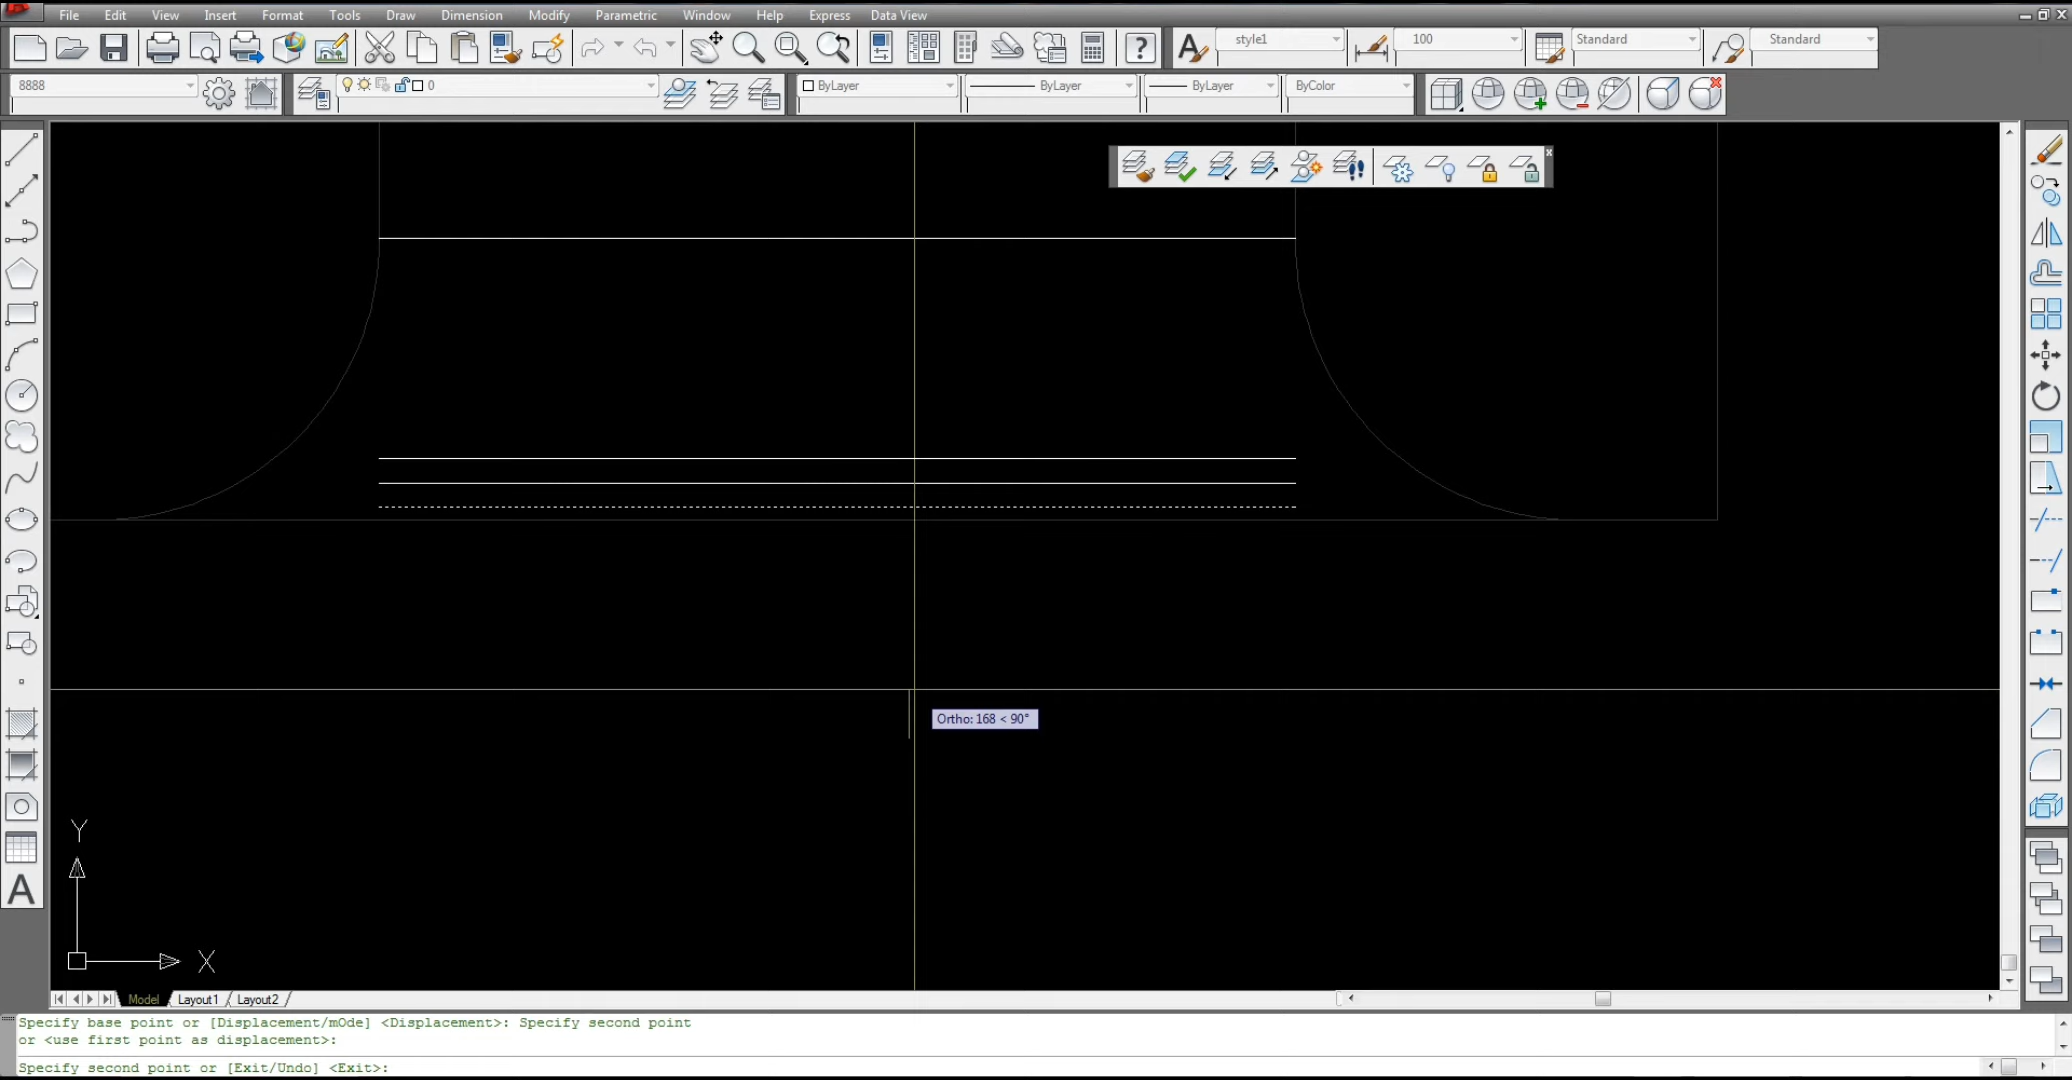 File Edit View Insert Format Tools Draw Dimension Modify Parametric Window Help Express Data View
style1 100 Standard Standard
8888 0 ByLayer ByLayer ByLayer ByColor
Ortho: 168 < 90°
Y
X
A
Model Layout1 Layout2
Specify base point or [Displacement/mOde] <Displacement>: Specify second point
or <use first point as displacement>:
Specify second point or [Exit/Undo] <Exit>: